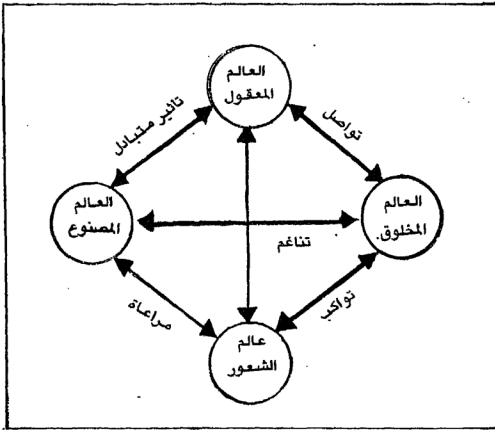 العالم
المعقول
تأثير متبادل
تواصل
العالم
المصنوع
العالم
المخلوق.
تناغم
مراعاة
تواكب
عالم
الشعور